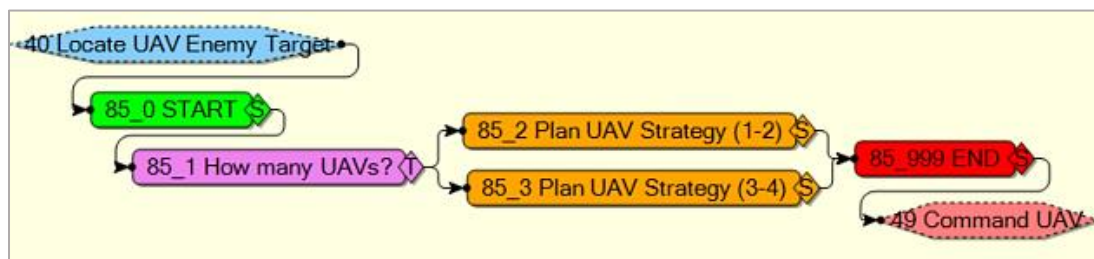 40 Locate UAV Enemy Target
85_0 START S
85_1 How many UAVs? T
85_2 Plan UAV Strategy (1-2) S
85_3 Plan UAV Strategy (3-4) S
85_999 END S
49 Command UAV